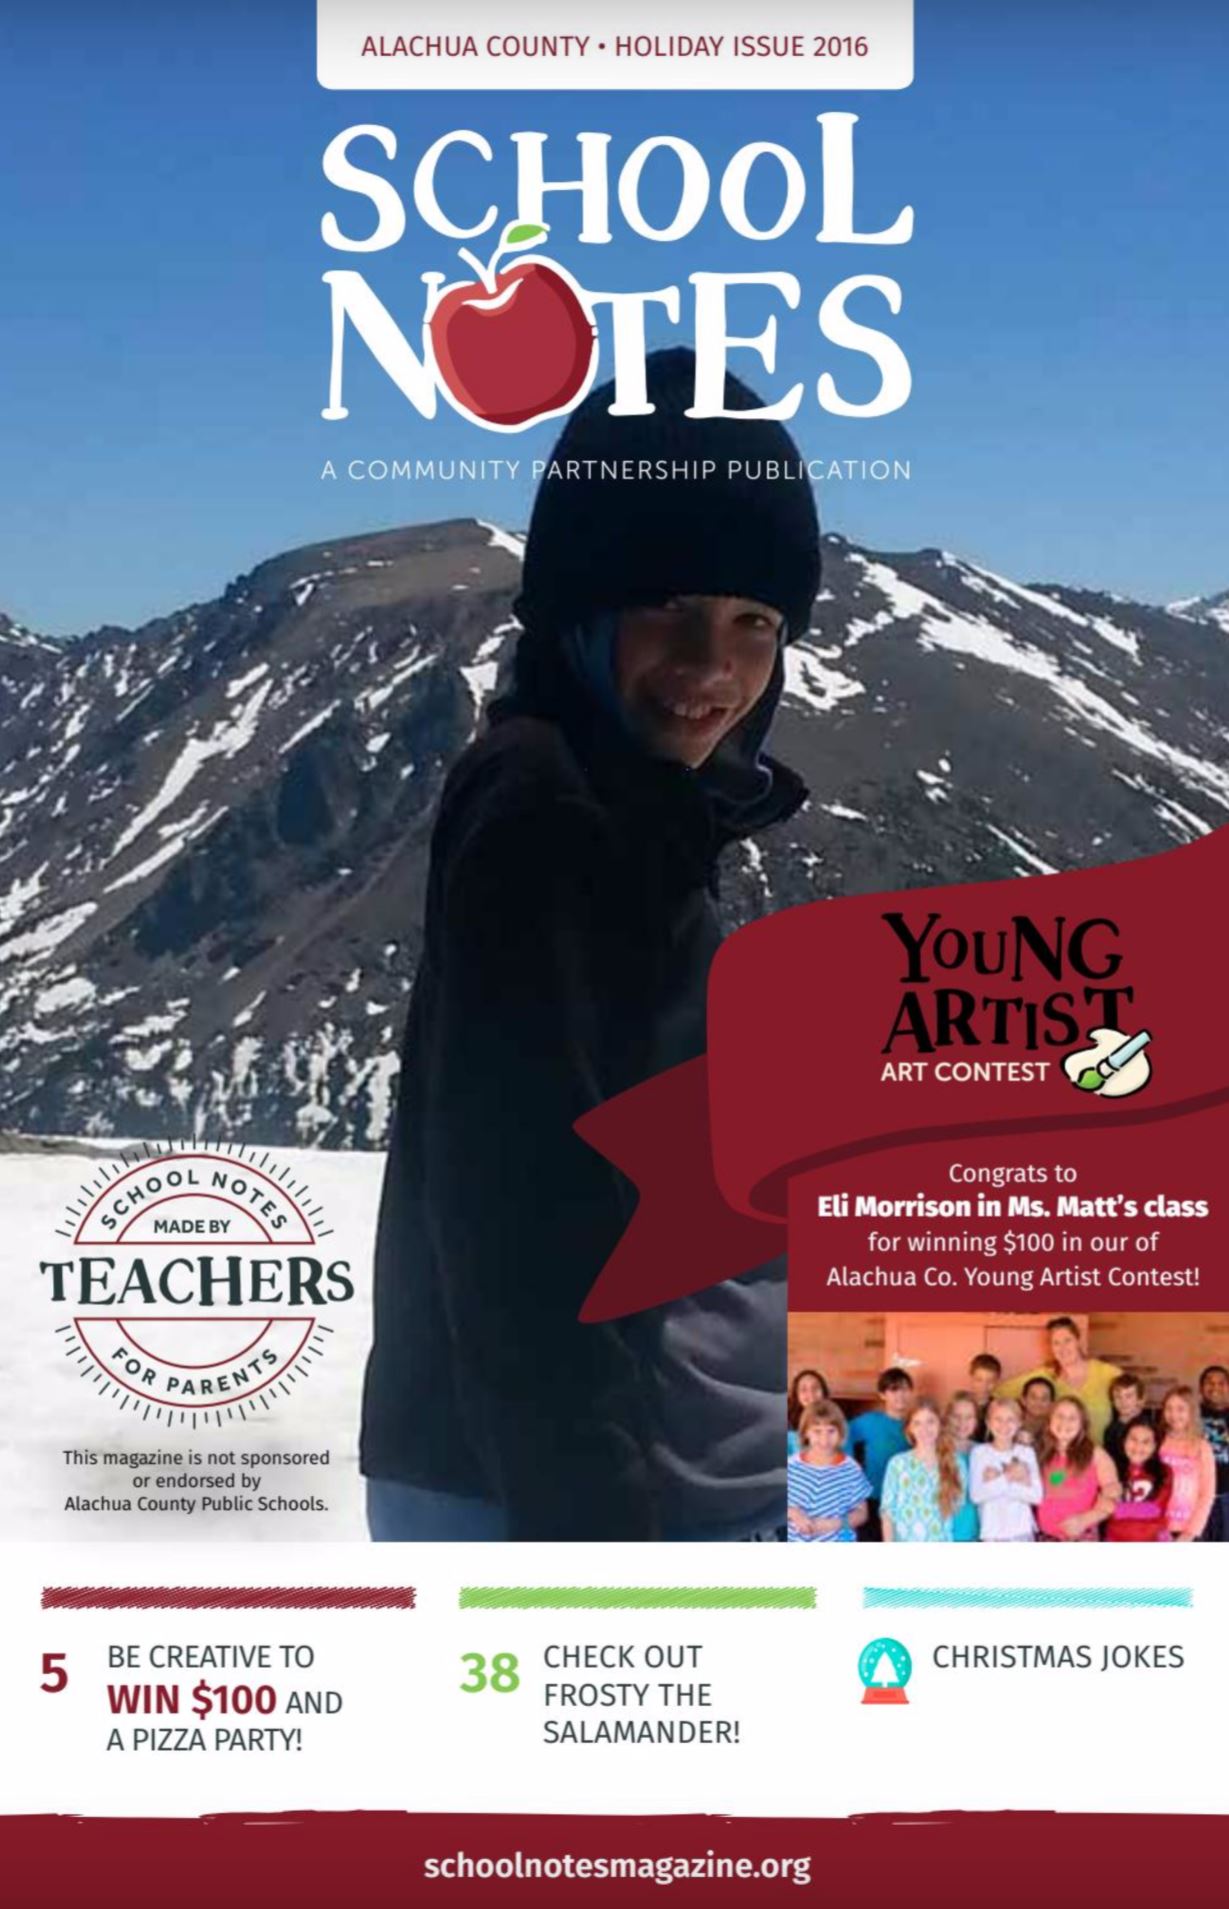 ALACHUA COUNTY • HOLIDAY ISSUE 2016
SCHOOL
NOTES
A COMMUNITY PARTNERSHIP PUBLICATION
YOUNG
ARTIST
ART CONTEST
Congrats to
Eli Morrison in Ms. Matt's class
for winning $100 in our of
Alachua Co. Young Artist Contest!
SCHOOL NOTES
MADE BY
TEACHERS
FOR PARENTS
This magazine is not sponsored
or endorsed by
Alachua County Public Schools.
5 BE CREATIVE TO
WIN $100 AND
A PIZZA PARTY!
38 CHECK OUT
FROSTY THE
SALAMANDER!
CHRISTMAS JOKES
schoolnotesmagazine.org